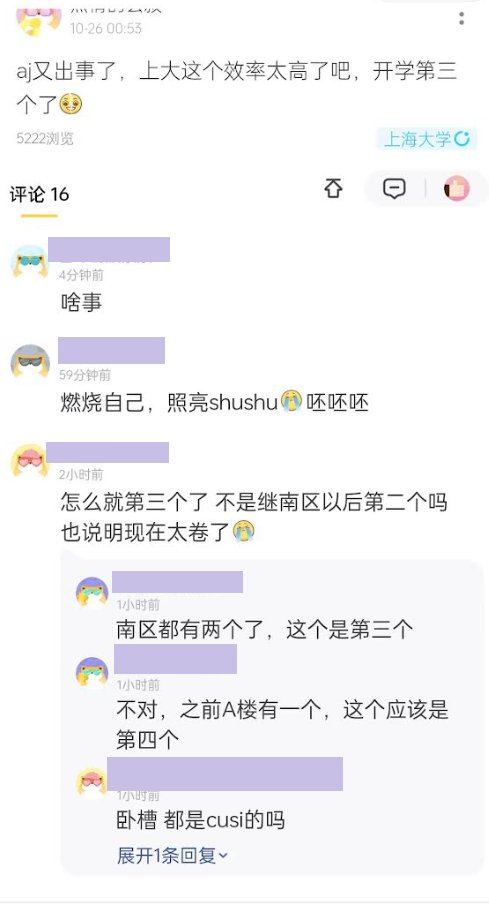 10-26 00:53
aj又出事了，上大这个效率太高了吧，开学第三
个了
5222浏览
上海大学
评论 16
4分钟前
啥事
59分钟前
燃烧自己，照亮shushu😭呸呸呸
2小时前
怎么就第三个了 不是继南区以后第二个吗
也说明现在太卷了😭
1小时前
南区都有两个了，这个是第三个
1小时前
不对，之前A楼有一个，这个应该是
第四个
1小时前
卧槽 都是cusi的吗
展开1条回复